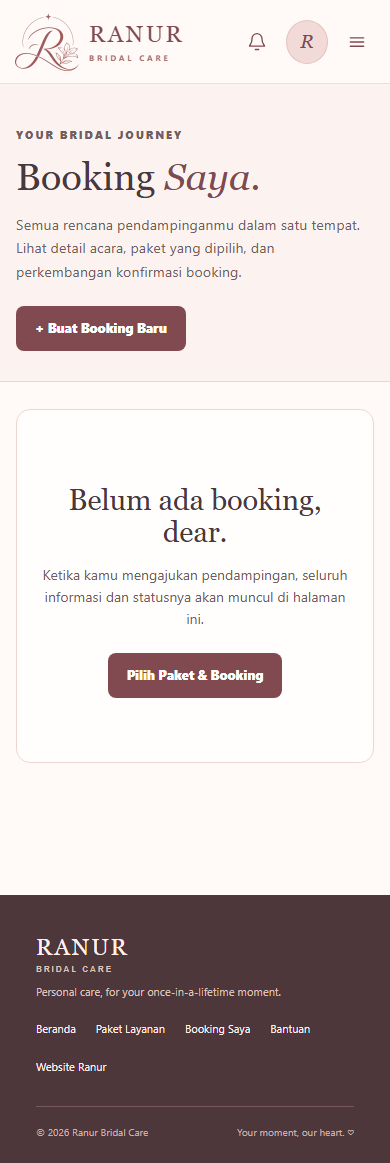 RANUR
BRIDAL CARE
R
YOUR BRIDAL JOURNEY
Booking Saya.
Semua rencana pendampinganmu dalam satu tempat.
Lihat detail acara, paket yang dipilih, dan
perkembangan konfirmasi booking.
+ Buat Booking Baru
Belum ada booking,
dear.
Ketika kamu mengajukan pendampingan, seluruh
informasi dan statusnya akan muncul di halaman
ini.
Pilih Paket & Booking
RANUR
BRIDAL CARE
Personal care, for your once-in-a-lifetime moment.
Beranda Paket Layanan Booking Saya Bantuan
Website Ranur
© 2026 Ranur Bridal Care Your moment, our heart. ♡